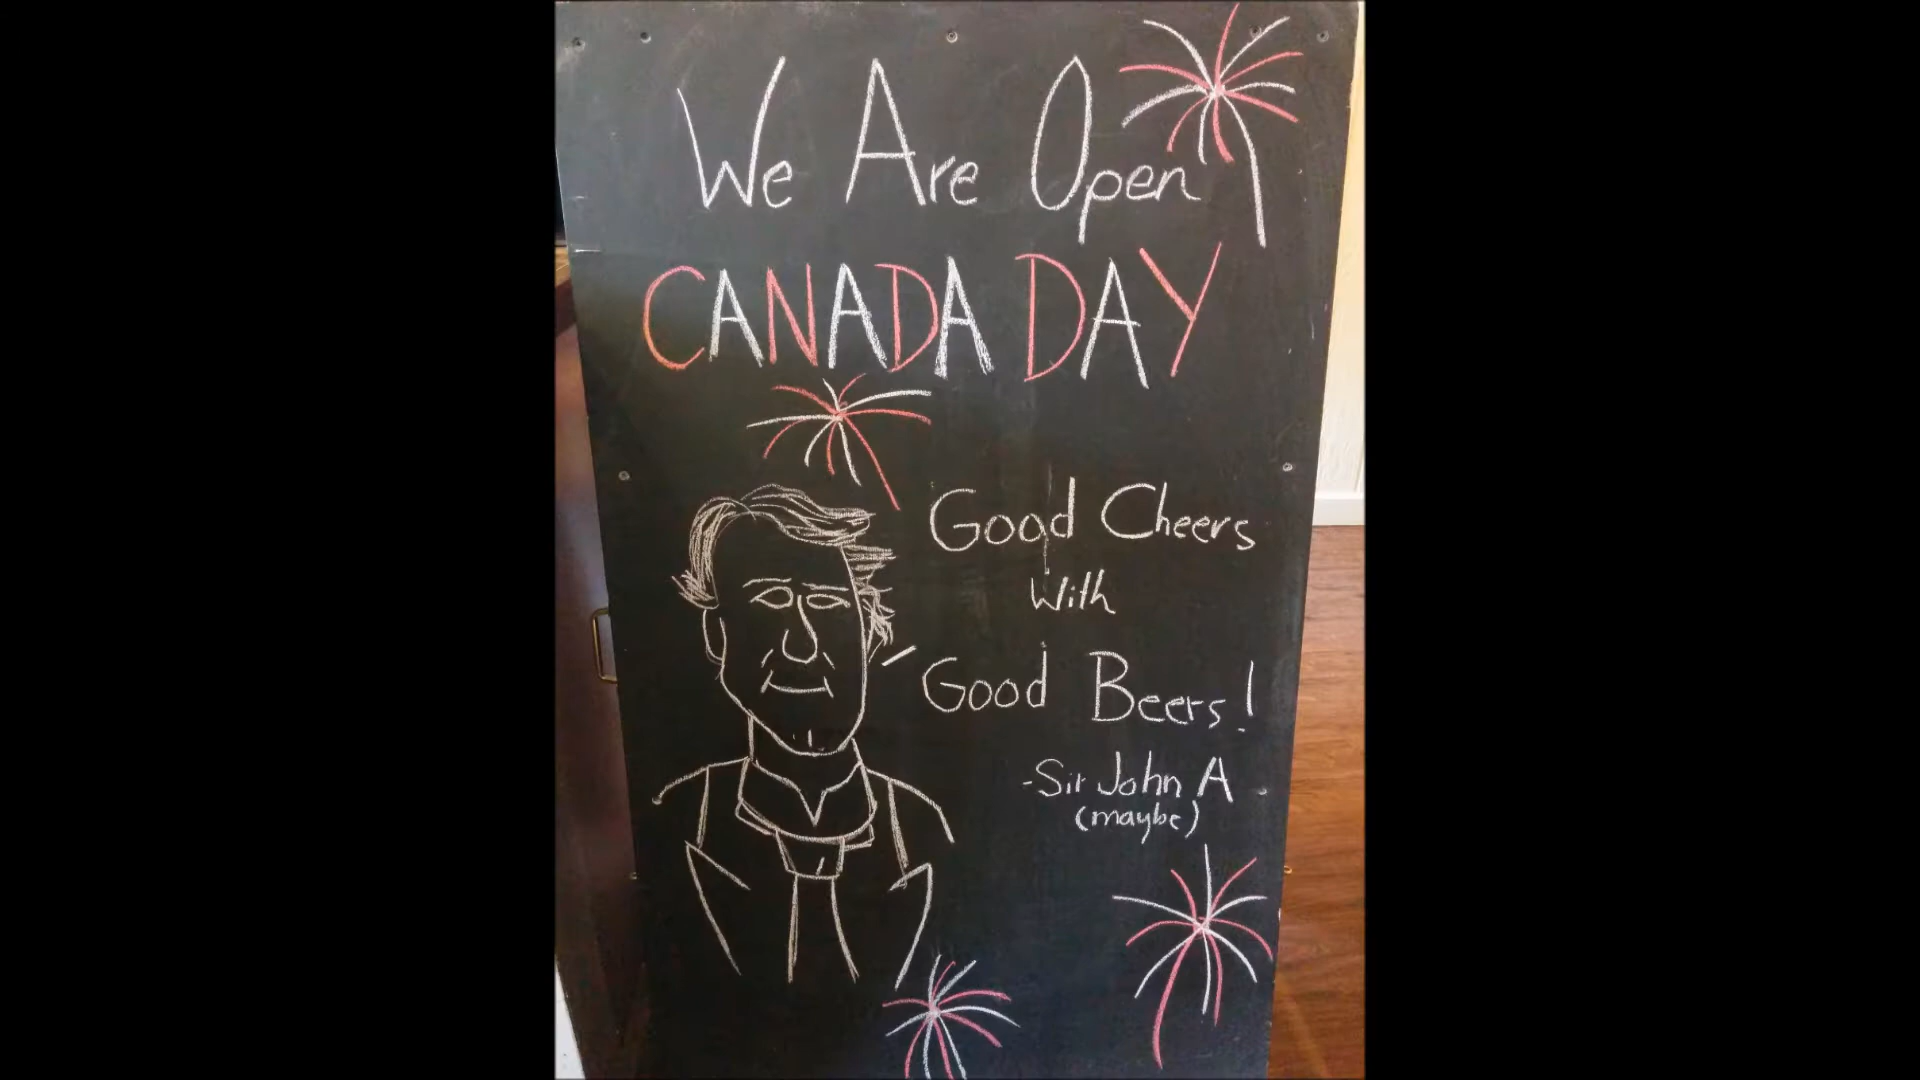 We Are Open
CANADA DAY
Good Cheers
With
Good Beers!
-Sir John A
(maybe)